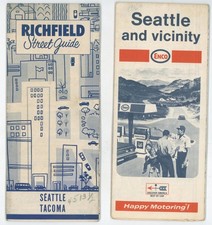 RICHFIELD
Street Guide
SEATTLE
TACOMA
Seattle
and vicinity
ENCO
Happy Motoring!